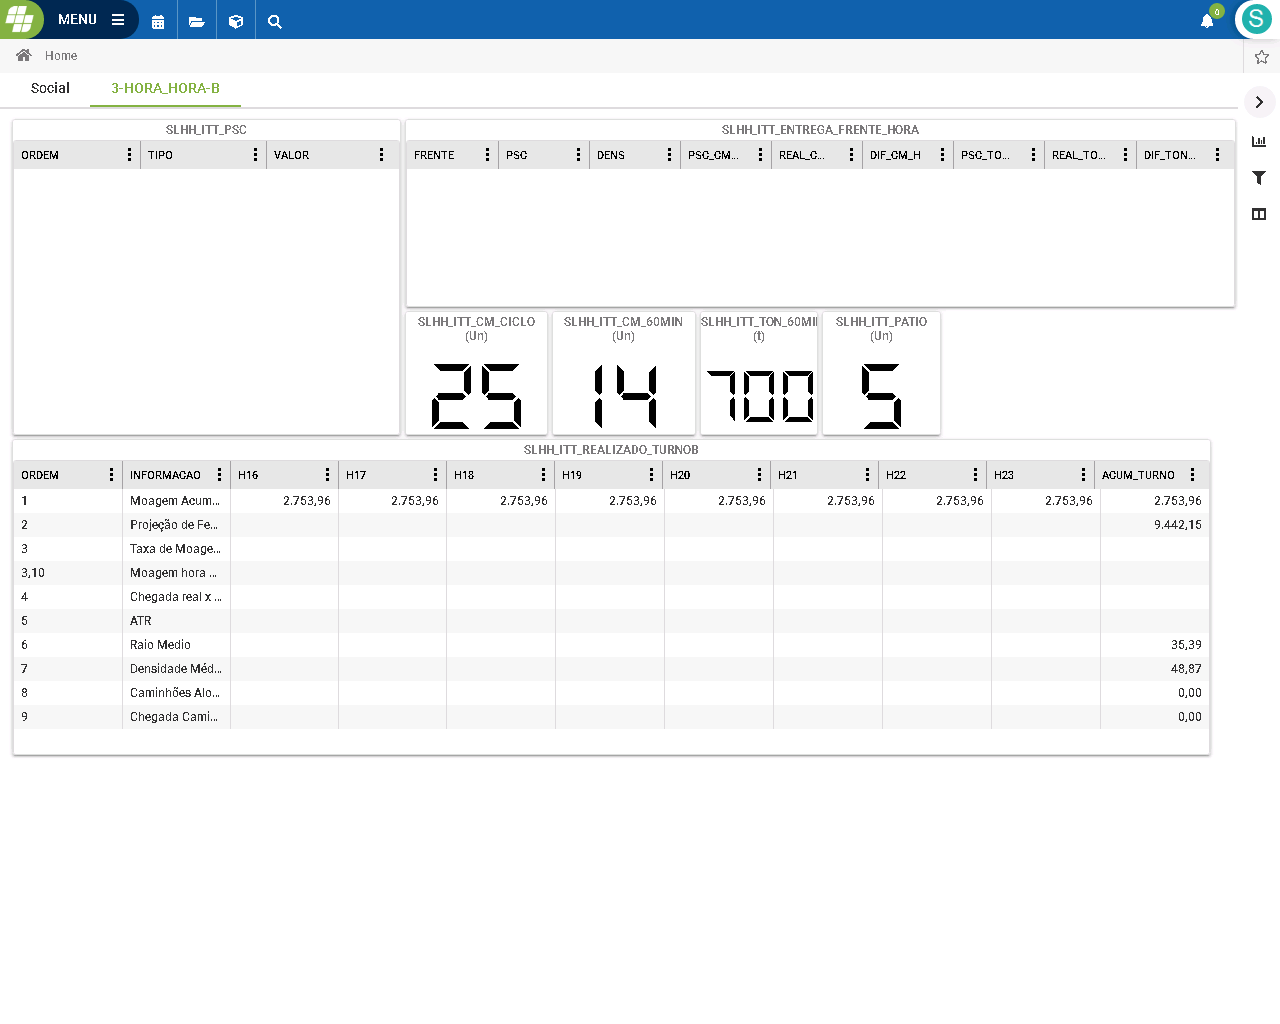 MENU
0
S
Home
Social 3-HORA_HORA-B
SLHH_ITT_PSC
ORDEM TIPO VALOR
SLHH_ITT_ENTREGA_FRENTE_HORA
FRENTE PSC DENS PSC_CM... REAL_C... DIF_CM_H PSC_TO... REAL_TO... DIF_TON...
SLHH_ITT_CM_CICLO
(Un)
25
SLHH_ITT_CM_60MIN
(Un)
14
SLHH_ITT_TON_60MI
(t)
700
SLHH_ITT_PATIO
(Un)
5
SLHH_ITT_REALIZADO_TURNOB
ORDEM INFORMACAO H16 H17 H18 H19 H20 H21 H22 H23 ACUM_TURNO
1 Moagem Acum... 2.753,96 2.753,96 2.753,96 2.753,96 2.753,96 2.753,96 2.753,96 2.753,96 2.753,96
2 Projeção de Fe... 9.442,15
3 Taxa de Moage...
3,10 Moagem hora ...
4 Chegada real x ...
5 ATR
6 Raio Medio 35,39
7 Densidade Méd... 48,87
8 Caminhões Alo... 0,00
9 Chegada Cami... 0,00